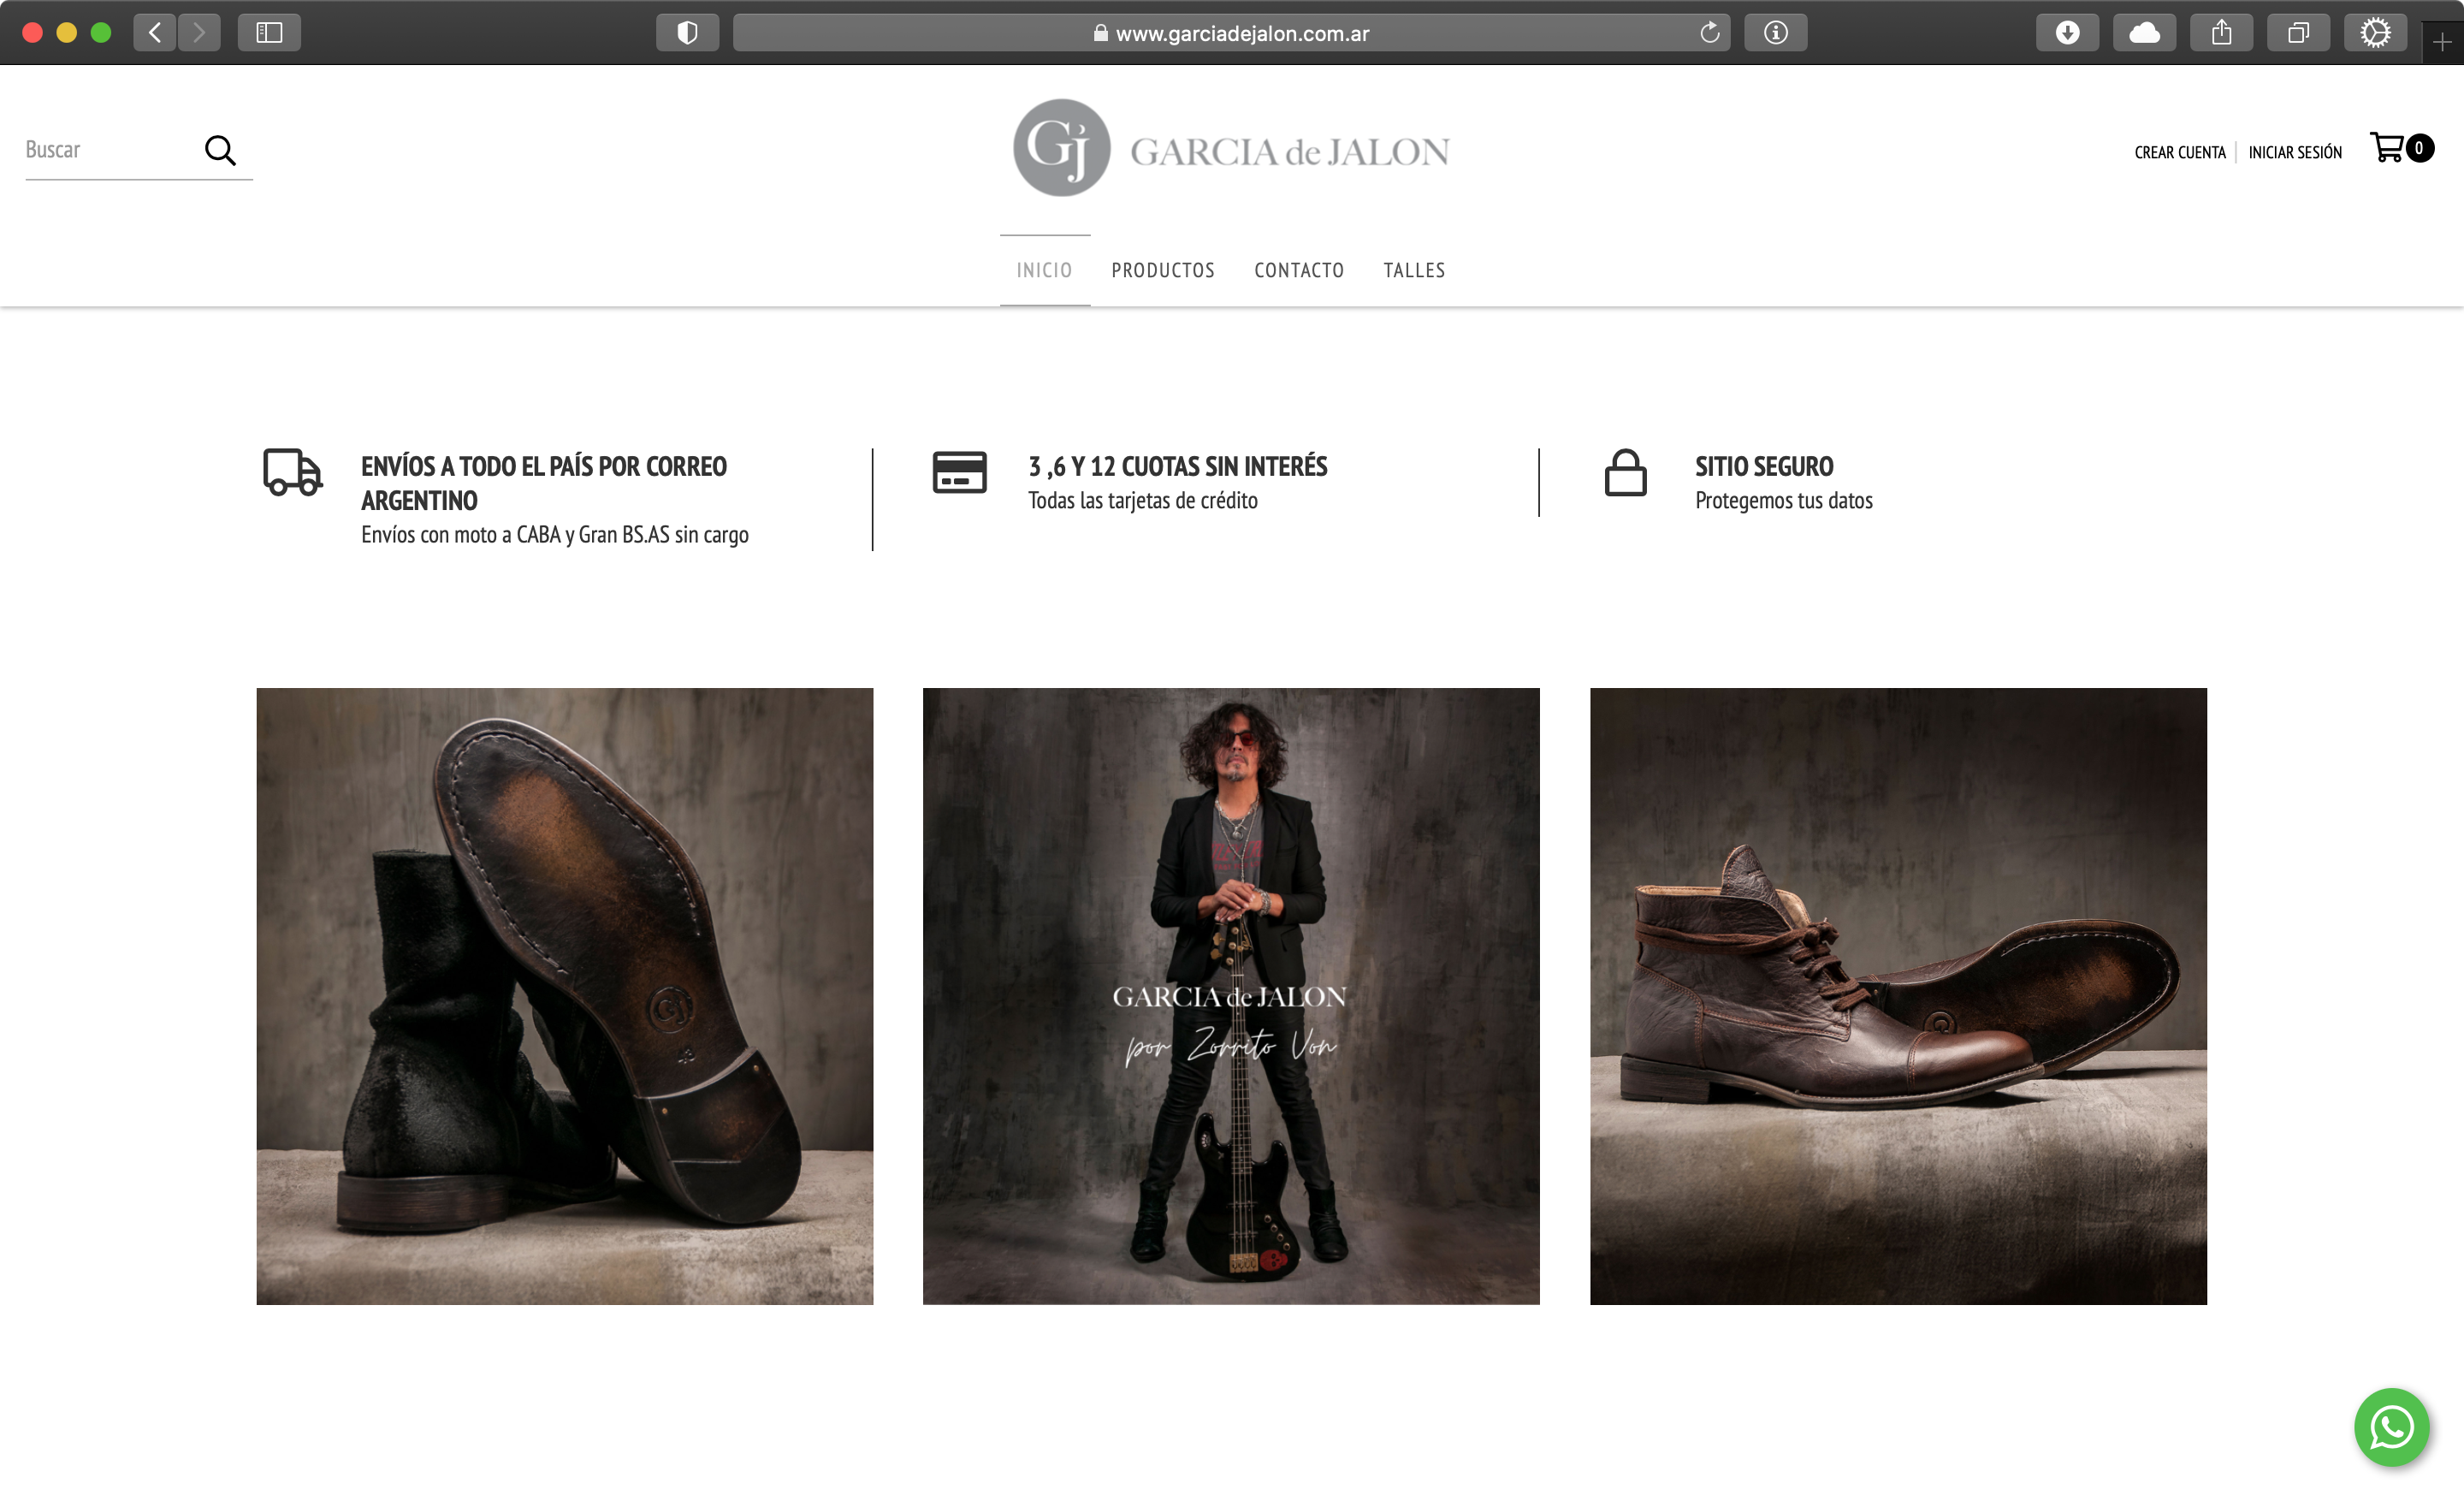 www.garciadejalon.com.ar
Buscar
Gj GARCIA de JALON
CREAR CUENTA INICIAR SESIÓN 0
INICIO PRODUCTOS CONTACTO TALLES
ENVÍOS A TODO EL PAÍS POR CORREO
ARGENTINO
Envíos con moto a CABA y Gran BS.AS sin cargo
3 ,6 Y 12 CUOTAS SIN INTERÉS
Todas las tarjetas de crédito
SITIO SEGURO
Protegemos tus datos
Gj
43
GARCIA de JALON
por Zorrito Von